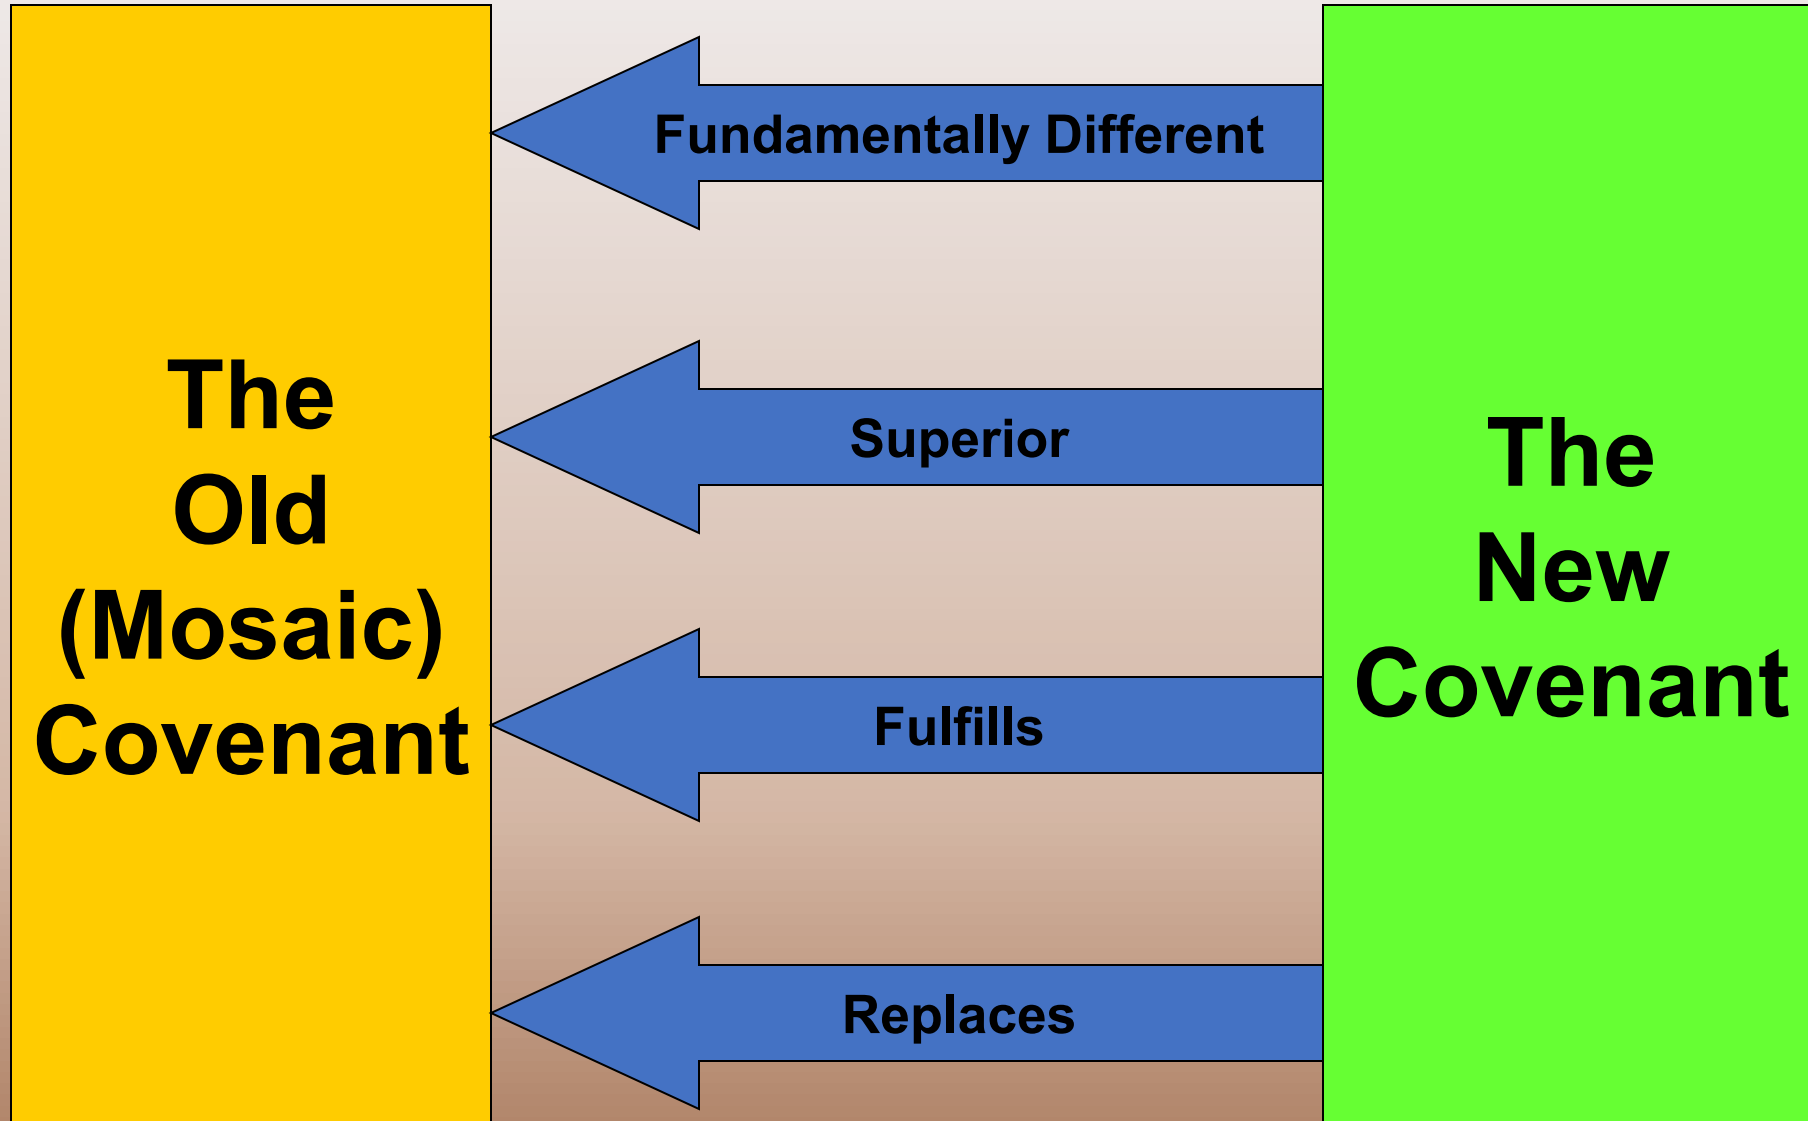 The
Old
(Mosaic)
Covenant
Fundamentally Different
Superior
Fulfills
Replaces
The
New
Covenant